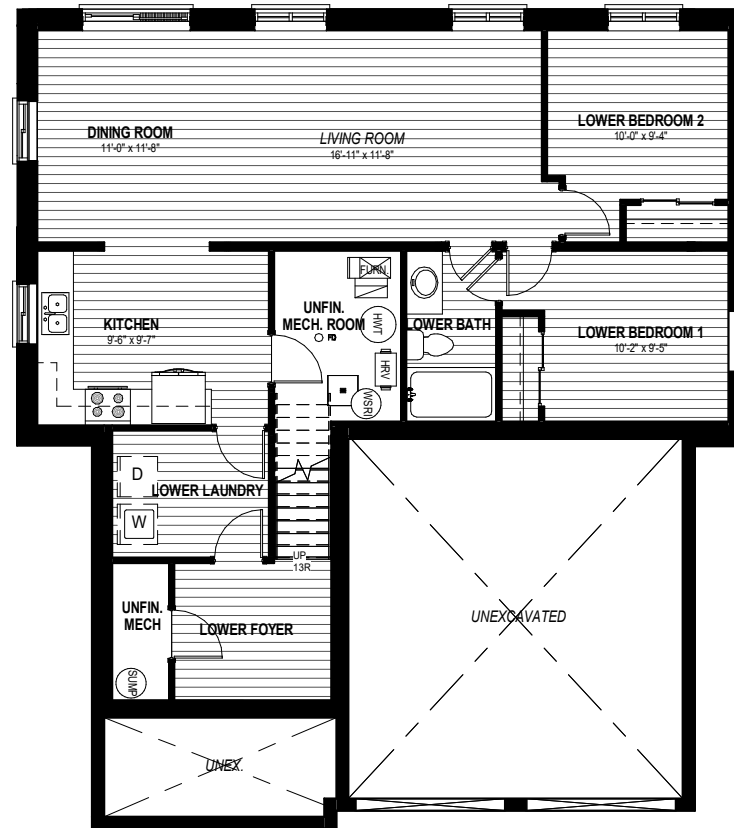 DINING ROOM
11'-0" x 11'-8"
LIVING ROOM
16'-11" x 11'-8"
LOWER BEDROOM 2
10'-0" x 9'-4"
FURN.
UNFIN.
MECH. ROOM
HWT
FD
KITCHEN
9'-6" x 9'-7"
LOWER BATH
LOWER BEDROOM 1
10'-2" x 9'-5"
HRV
WSRI
D
LOWER LAUNDRY
W
UP
13R
UNFIN.
MECH
LOWER FOYER
UNEXCAVATED
SUMP
UNEX.